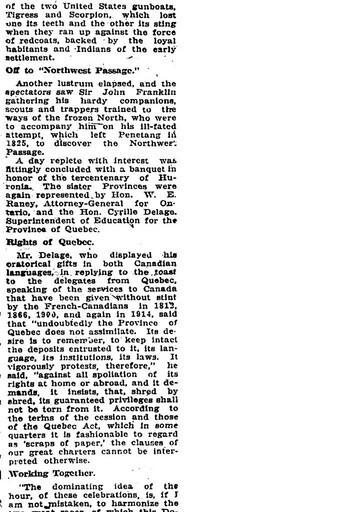 of the two United States gunboats,
Tigress and Scorpion, which lost
one its teeth and the other its sting
when they ran up against the force
of redcoats, backed by the loyal
habitants and Indians of the early
settlement.
Off to "Northwest Passage."
Another lustrum elapsed, and the
spectators saw Sir John Franklin
gathering his hardy companions,
scouts and trappers trained to the
ways of the frozen North, who were
to accompany him on his ill-fated
attempt, which left Penetang in
1825, to discover the Northwest
Passage.
A day replete with interest was
fittingly concluded with a banquet in
honor of the tercentenary of Hu-
ronia. The sister Provinces were
again represented by Hon. W. E.
Raney, Attorney-General for On-
tario, and the Hon. Cyrille Delage,
Superintendent of Education for the
Province of Quebec.
Rights of Quebec.
Mr. Delage, who displayed his
oratorical gifts in both Canadian
languages, in replying to the toast
to the delegates from Quebec,
speaking of the services to Canada
that have been given without stint
by the French-Canadians in 1812,
1866, 1900, and again in 1914, said
that "undoubtedly the Province of
Quebec does not assimilate. Its de-
sire is to remember, to keep intact
the deposits entrusted to it, its lan-
guage, its institutions, its laws. It
vigorously protests, therefore," he
said, "against all spoliation of its
rights at home or abroad, and it de-
mands, it insists, that, shred by
shred, its guaranteed privileges shall
not be torn from it. According to
the terms of the cession and those
of the Quebec Act, which in some
quarters it is fashionable to regard
as 'scraps of paper,' the clauses of
our great charters cannot be inter-
preted otherwise.
Working Together.
"The dominating idea of the
hour, of these celebrations, is, if I
am not mistaken, to harmonize the